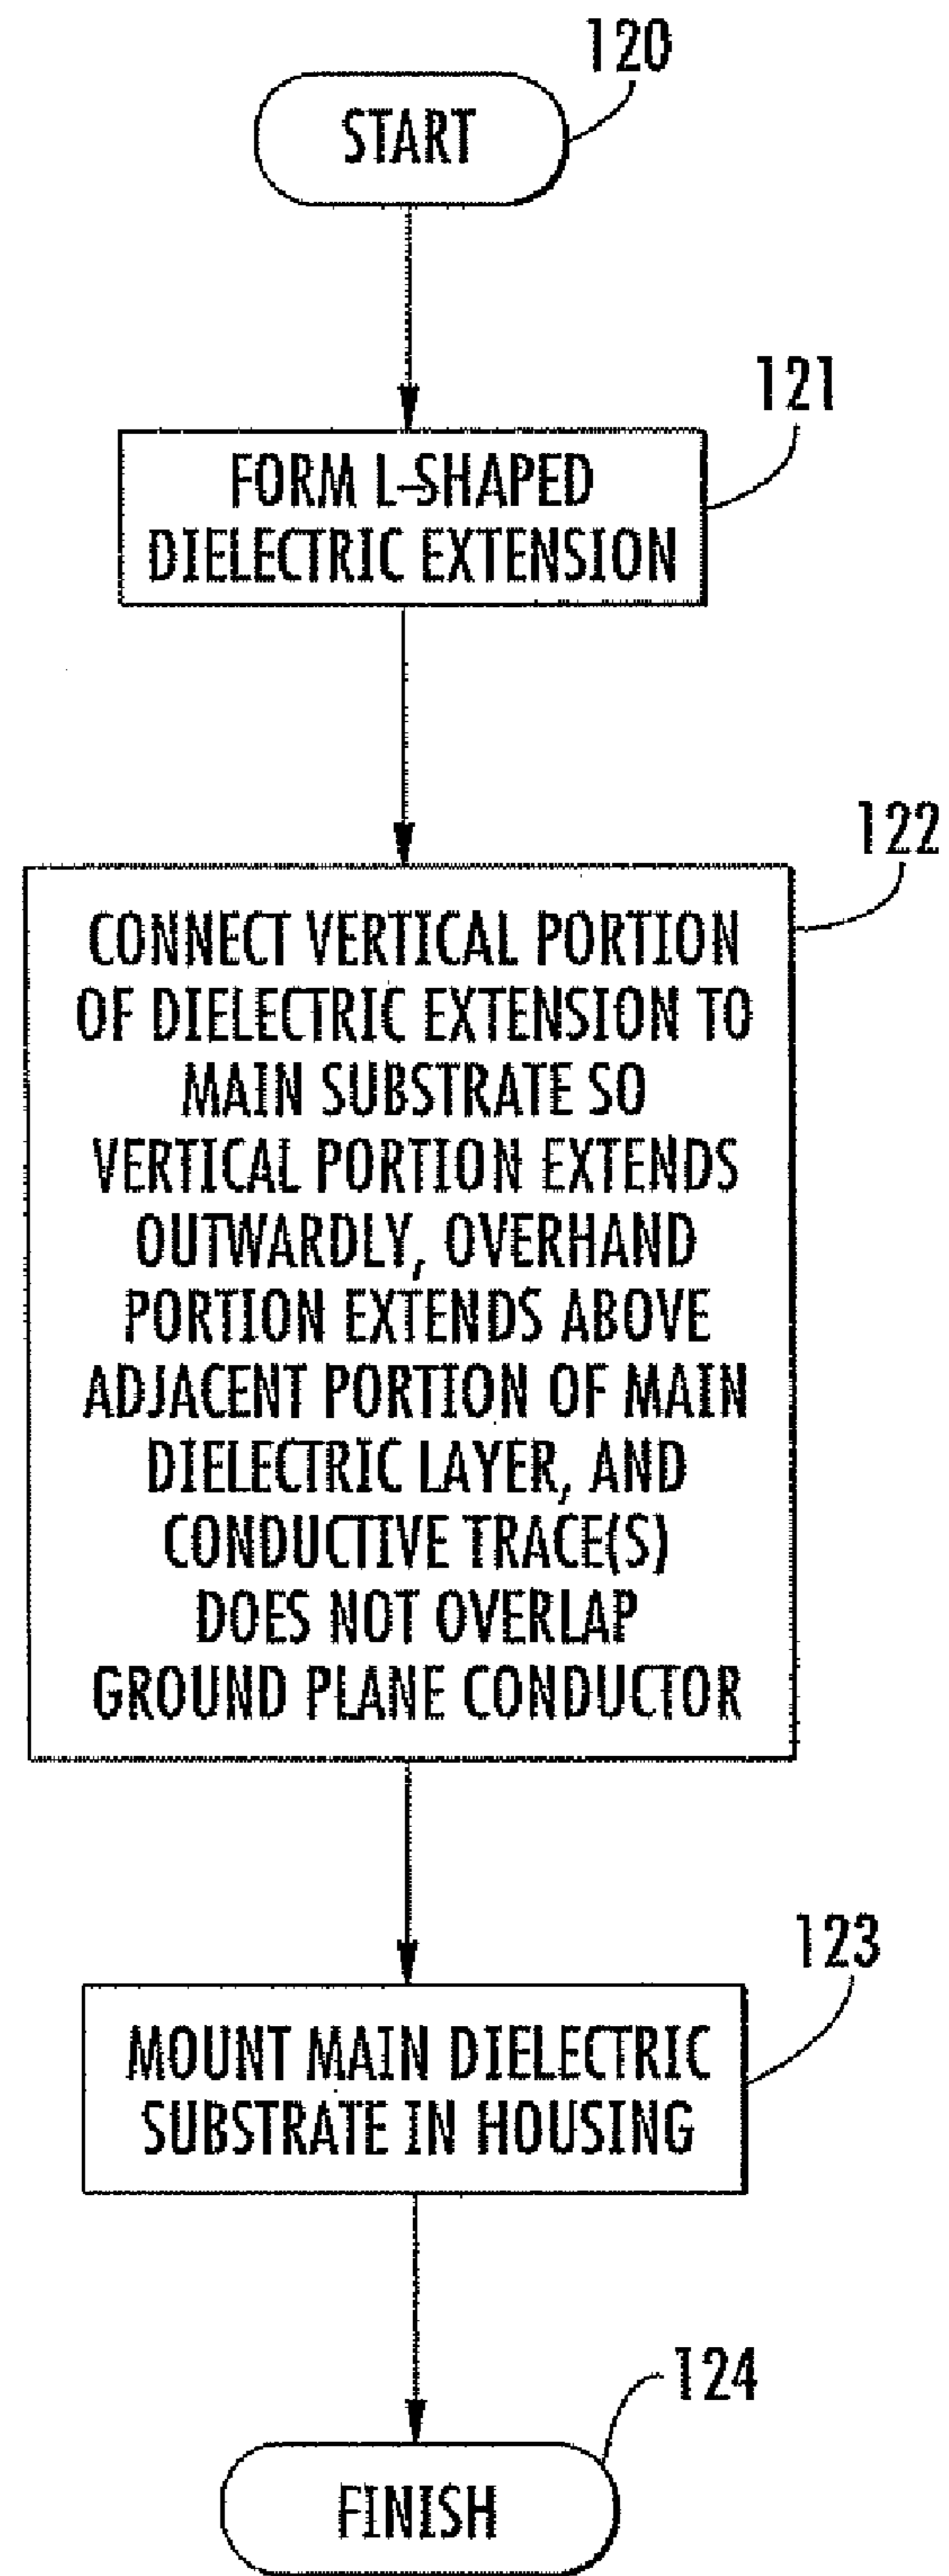 120
START
121
FORM L-SHAPED
DIELECTRIC EXTENSION
122
CONNECT VERTICAL PORTION
OF DIELECTRIC EXTENSION TO
MAIN SUBSTRATE SO
VERTICAL PORTION EXTENDS
OUTWARDLY, OVERHAND
PORTION EXTENDS ABOVE
ADJACENT PORTION OF MAIN
DIELECTRIC LAYER, AND
CONDUCTIVE TRACE(S)
DOES NOT OVERLAP
GROUND PLANE CONDUCTOR
123
MOUNT MAIN DIELECTRIC
SUBSTRATE IN HOUSING
124
FINISH